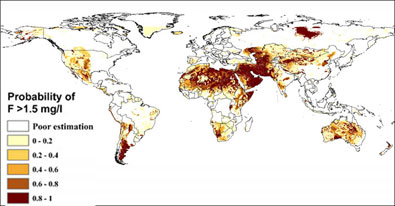 Probability of
F >1.5 mg/l
Poor estimation
0 - 0.2
0.2 - 0.4
0.4 - 0.6
0.6 - 0.8
0.8 - 1